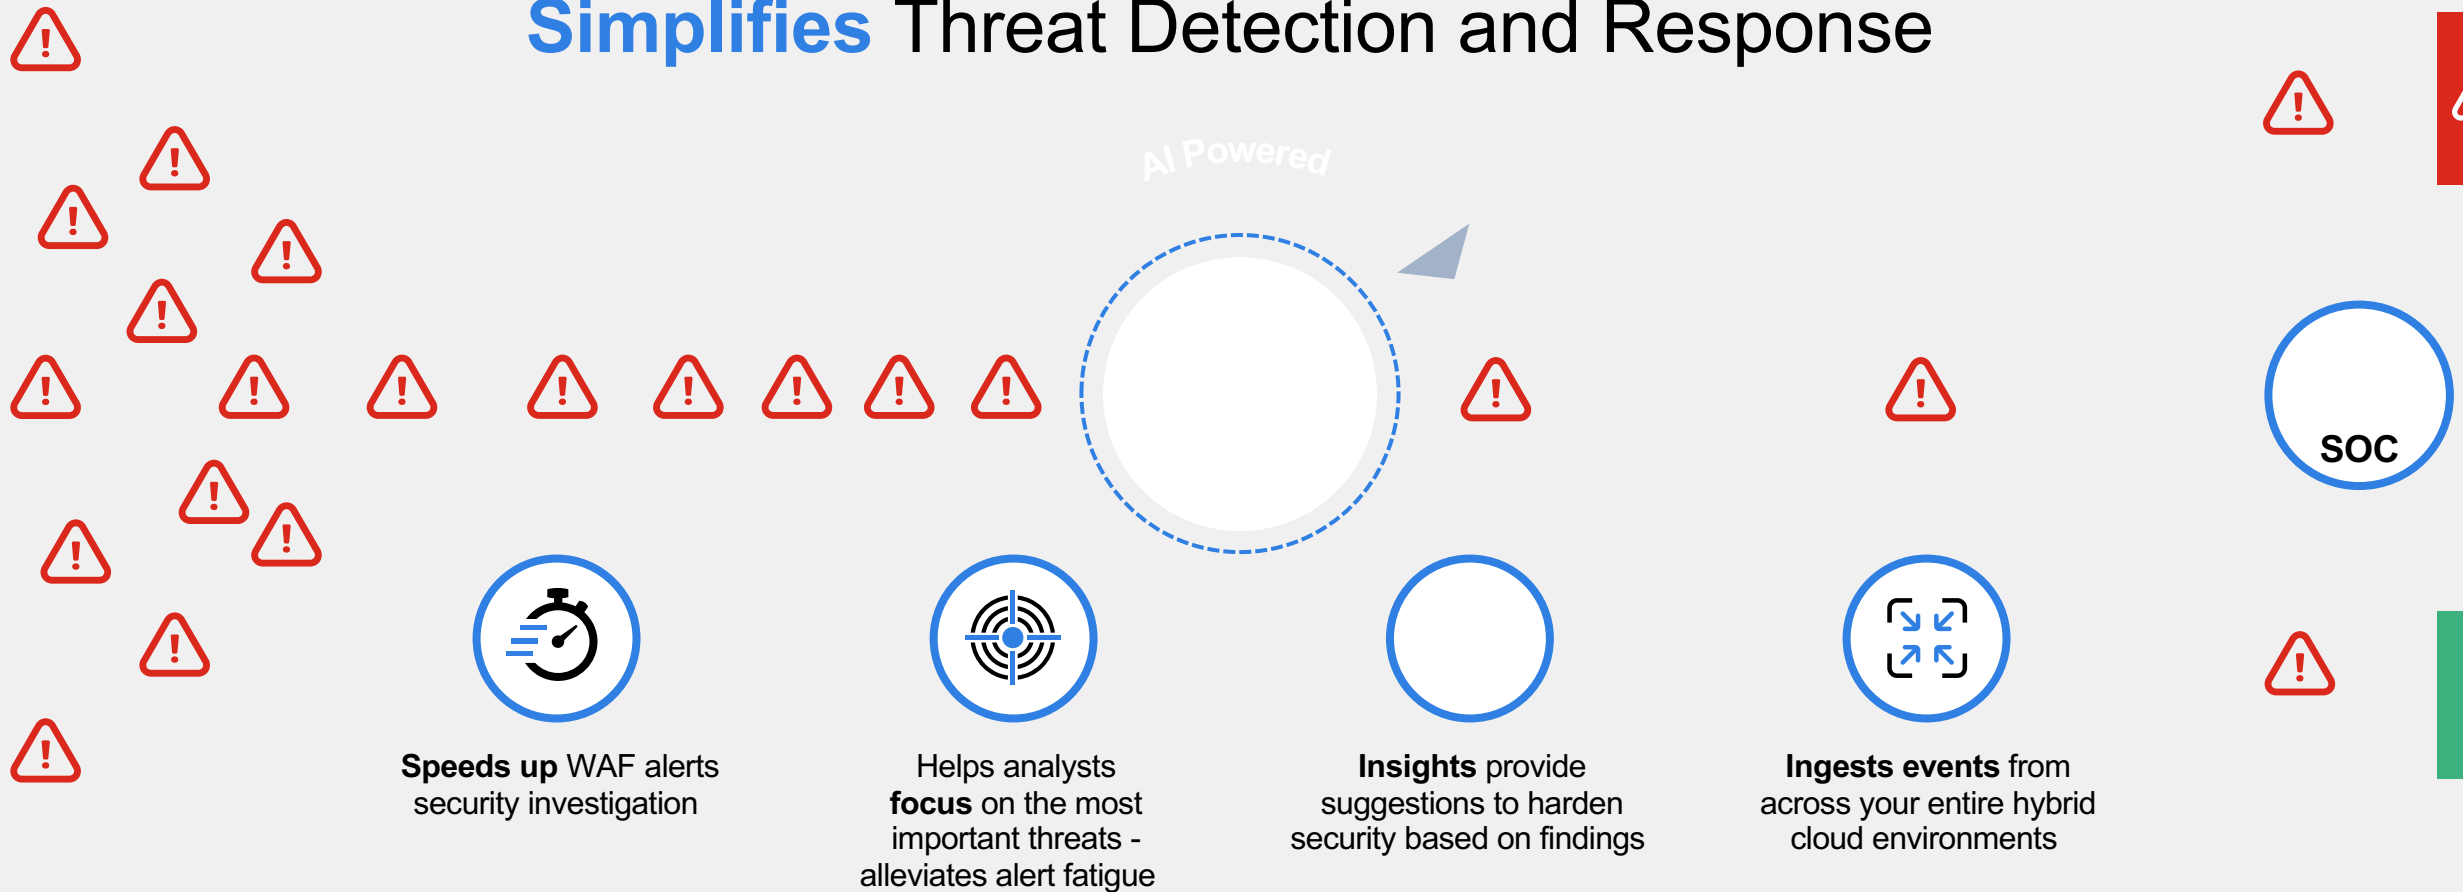 Simplifies Threat Detection and Response
AI Powered
SOC
Speeds up WAF alerts
security investigation
Helps analysts
focus on the most
important threats -
alleviates alert fatigue
Insights provide
suggestions to harden
security based on findings
Ingests events from
across your entire hybrid
cloud environments